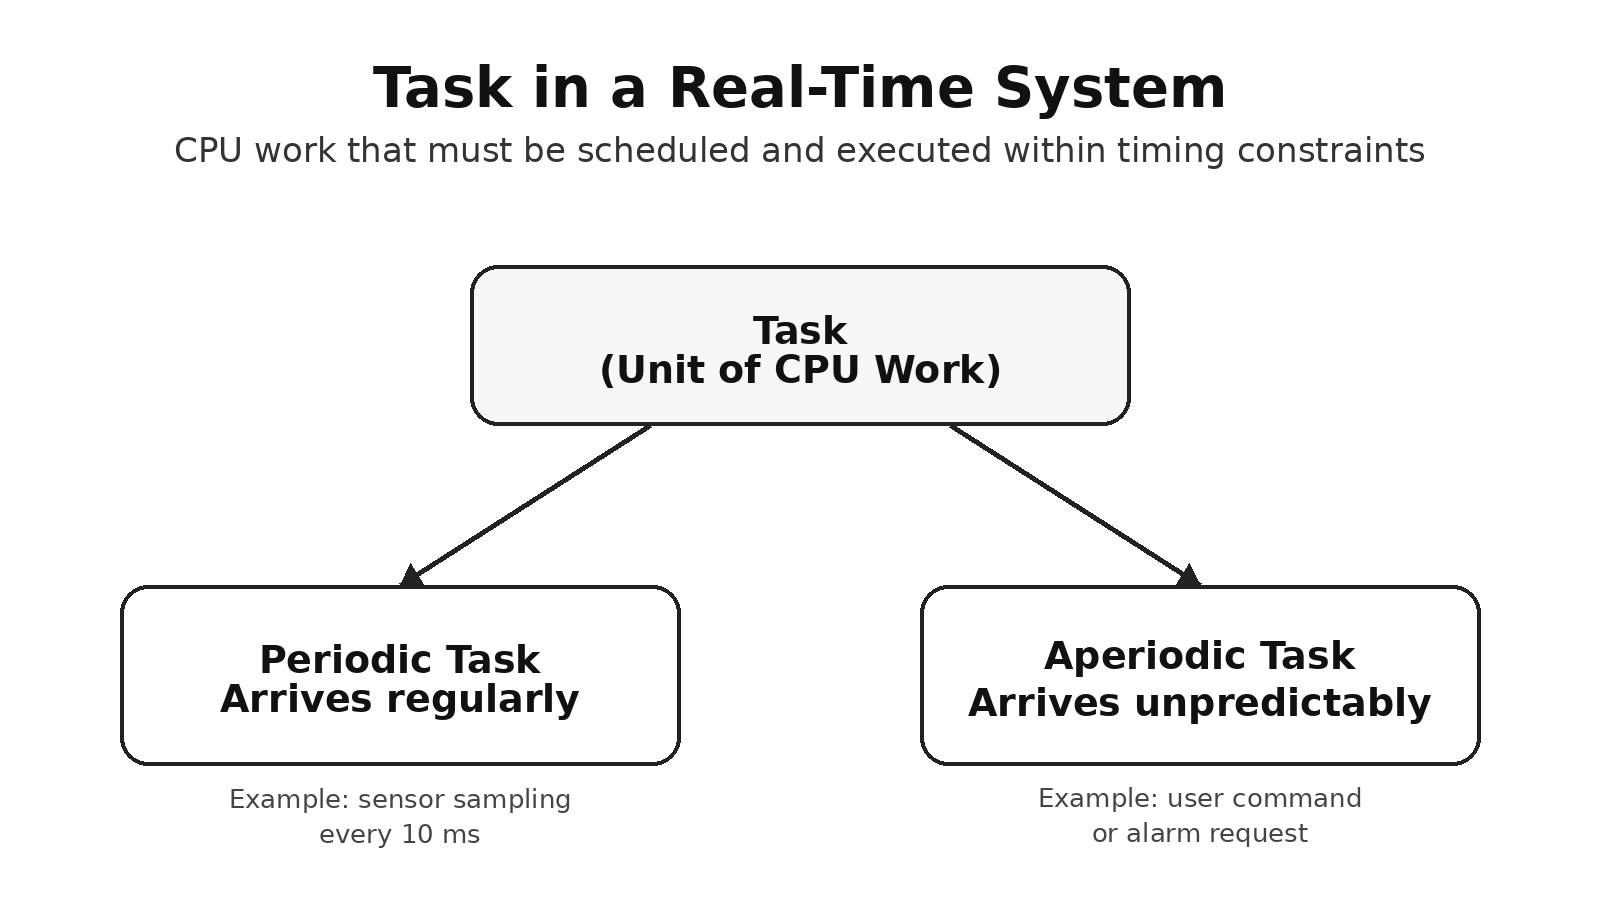 Task in a Real-Time System
CPU work that must be scheduled and executed within timing constraints
Task
(Unit of CPU Work)
Periodic Task
Arrives regularly
Example: sensor sampling
every 10 ms
Aperiodic Task
Arrives unpredictably
Example: user command
or alarm request